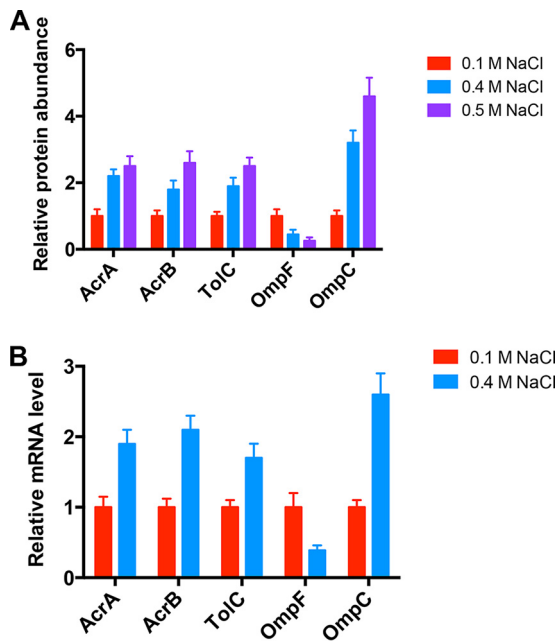 A
Relative protein abundance
6
4
2
0
AcrA
AcrB
TolC
OmpF
OmpC
0.1 M NaCl
0.4 M NaCl
0.5 M NaCl
B
Relative mRNA level
3
2
1
0
AcrA
AcrB
TolC
OmpF
OmpC
0.1 M NaCl
0.4 M NaCl